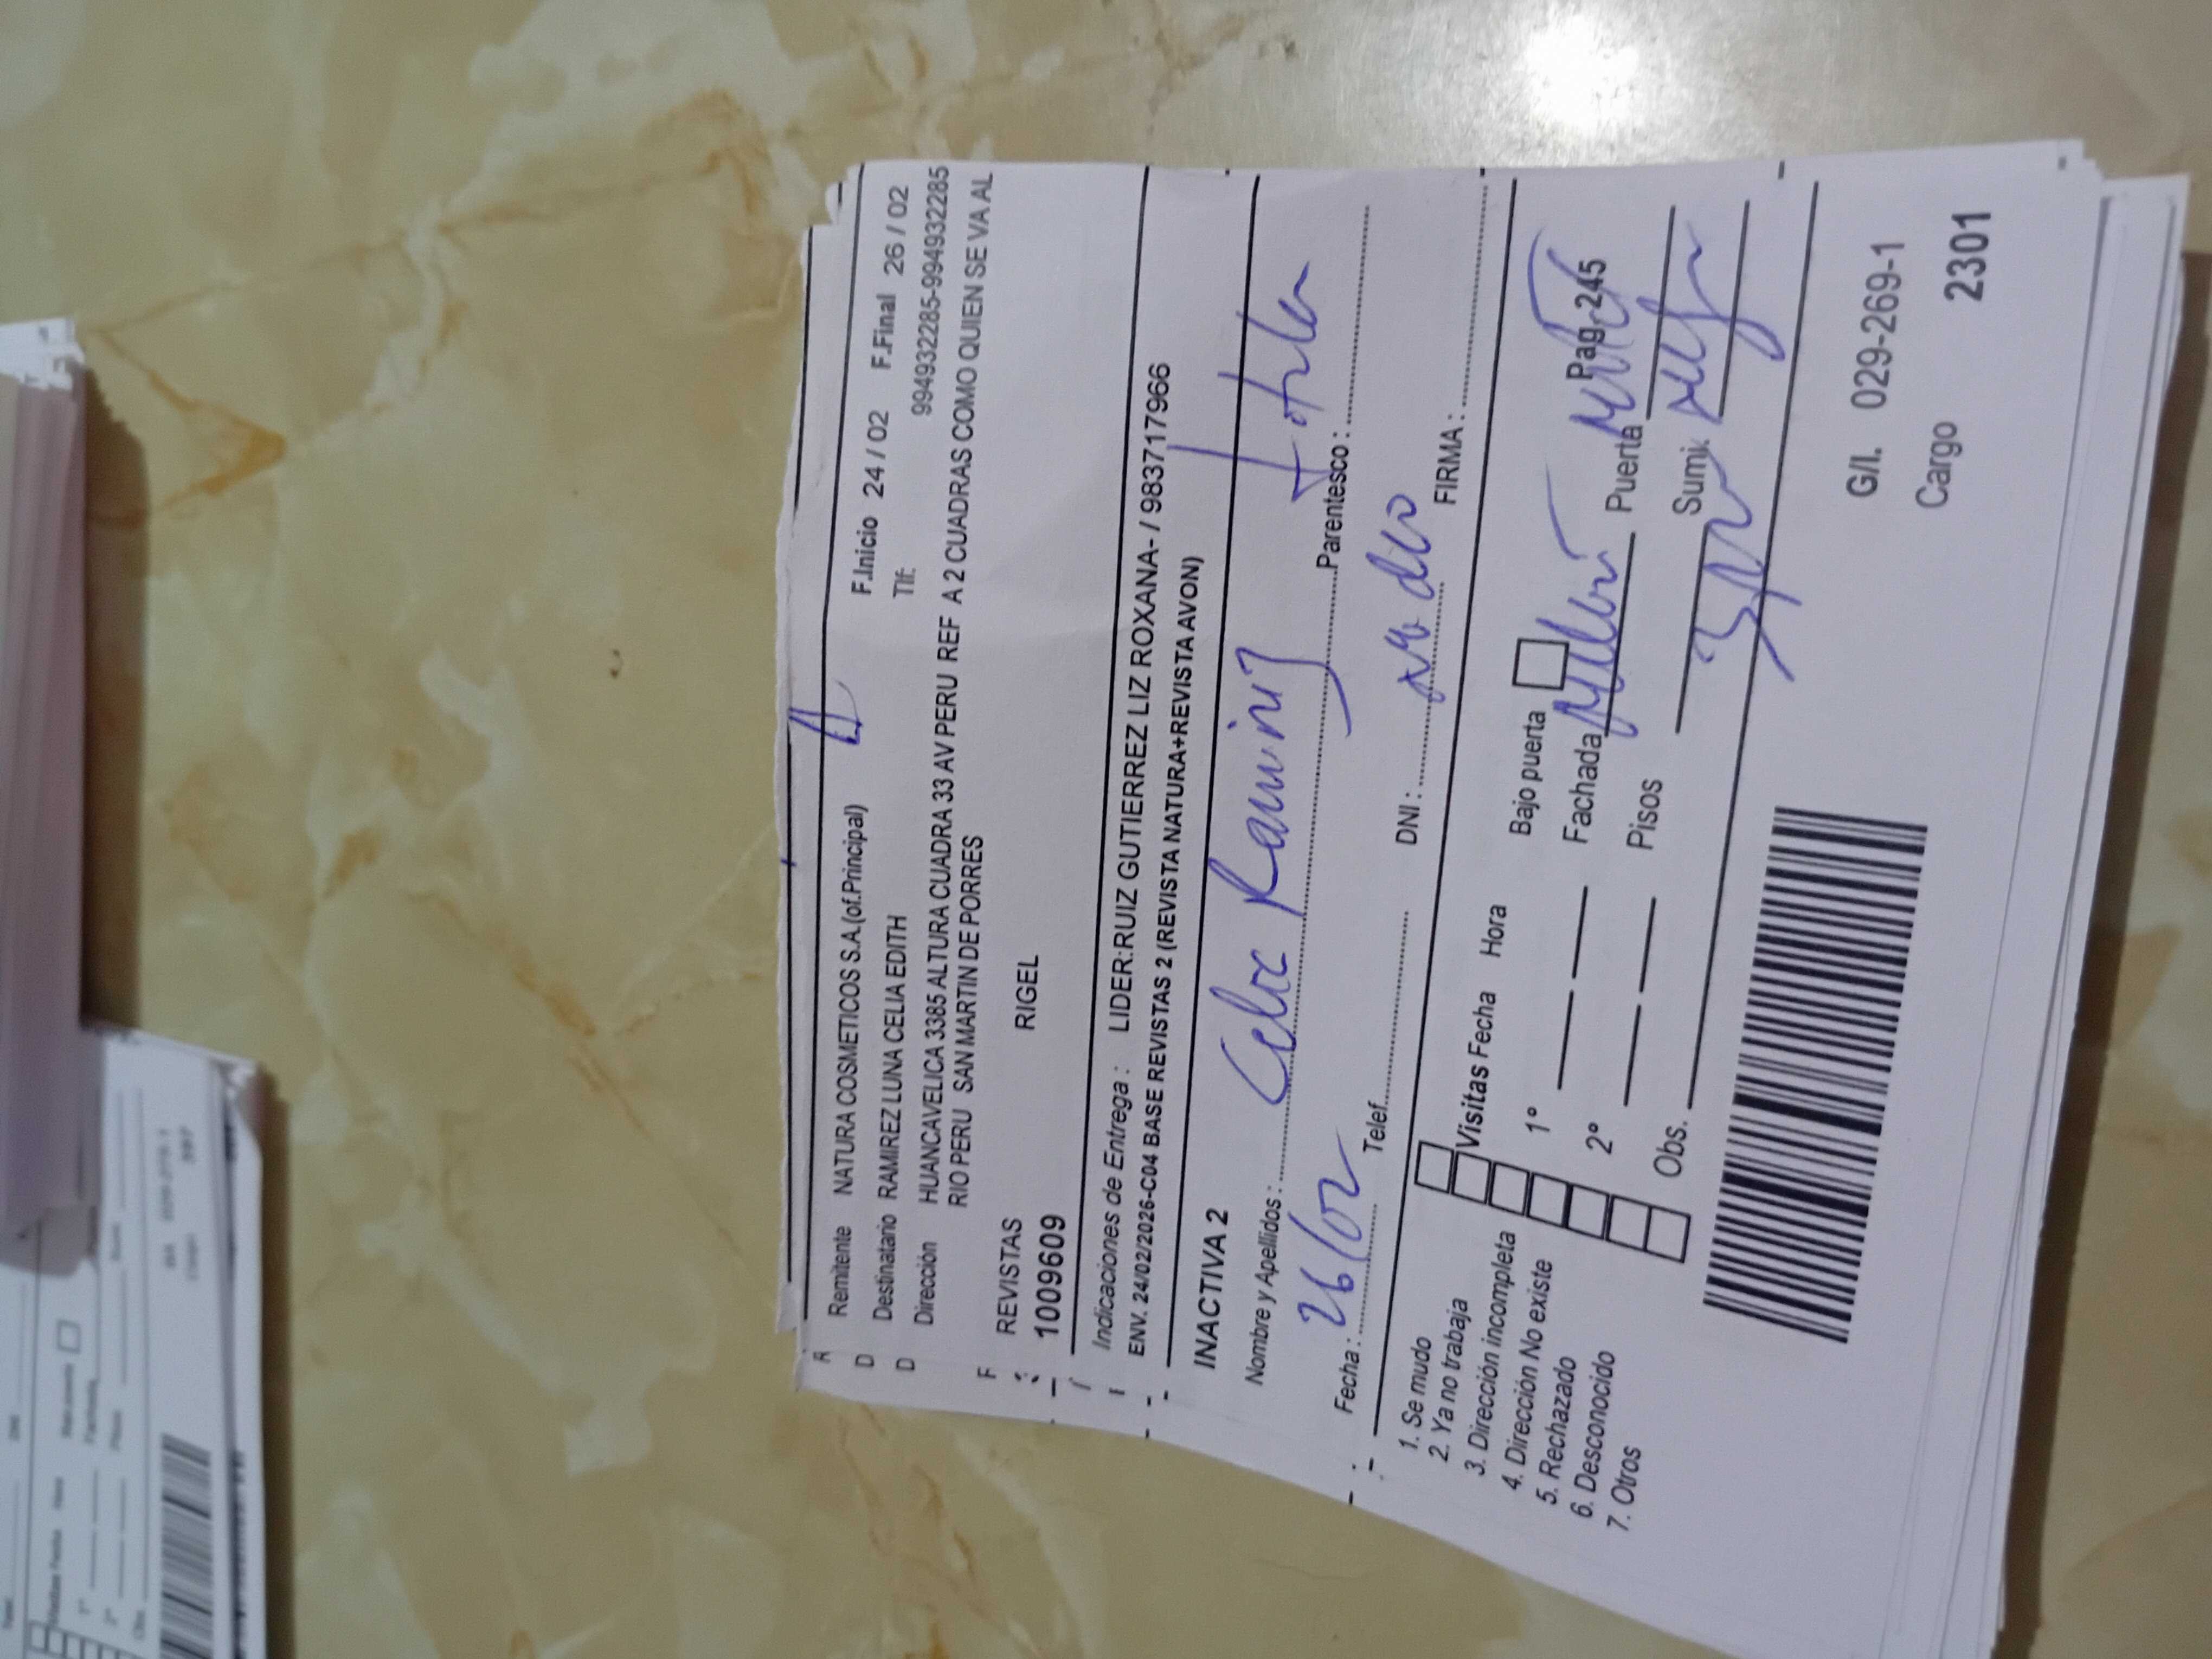 Remitente NATURA COSMETICOS S.A.(of.Principal)
F.Inicio 24 / 02 F.Final 26 / 02
Destinatario RAMIREZ LUNA CELIA EDITH
Tlf: 994932285-994932285
Dirección HUANCAVELICA 3385 ALTURA CUADRA 33 AV PERU REF A 2 CUADRAS COMO QUIEN SE VA AL
RIO PERU SAN MARTIN DE PORRES
REVISTAS RIGEL
1009609
Indicaciones de Entrega : LIDER:RUIZ GUTIERREZ LIZ ROXANA- / 983717966
ENV. 24/02/2026-C04 BASE REVISTAS 2 (REVISTA NATURA+REVISTA AVON)
INACTIVA 2
Nombre y Apellidos : Celia Ramirez Parentesco :
Fecha : 26/02 Telef. DNI : FIRMA :
1. Se mudo
2. Ya no trabaja
3. Dirección incompleta
4. Dirección No existe
5. Rechazado
6. Desconocido
7. Otros
Visitas Fecha Hora
1°
2°
Obs.
Bajo puerta
Fachada Puerta Pag-245
Pisos Sumi.
G/I. 029-269-1
Cargo 2301